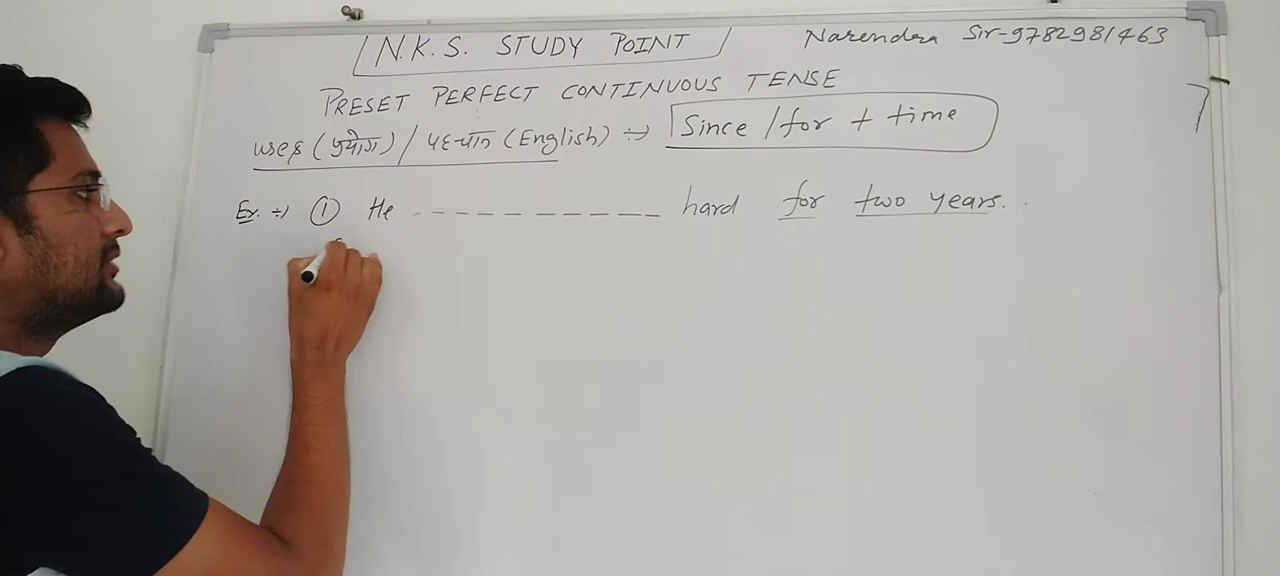 N.K.S. STUDY POINT
Narendra Sir-9782981463
PRESET PERFECT CONTINUOUS TENSE
uses (प्रयोग) / पहचान (English) ÷) Since / for + time
Ex. ÷) ① He ---------- hard for two years.